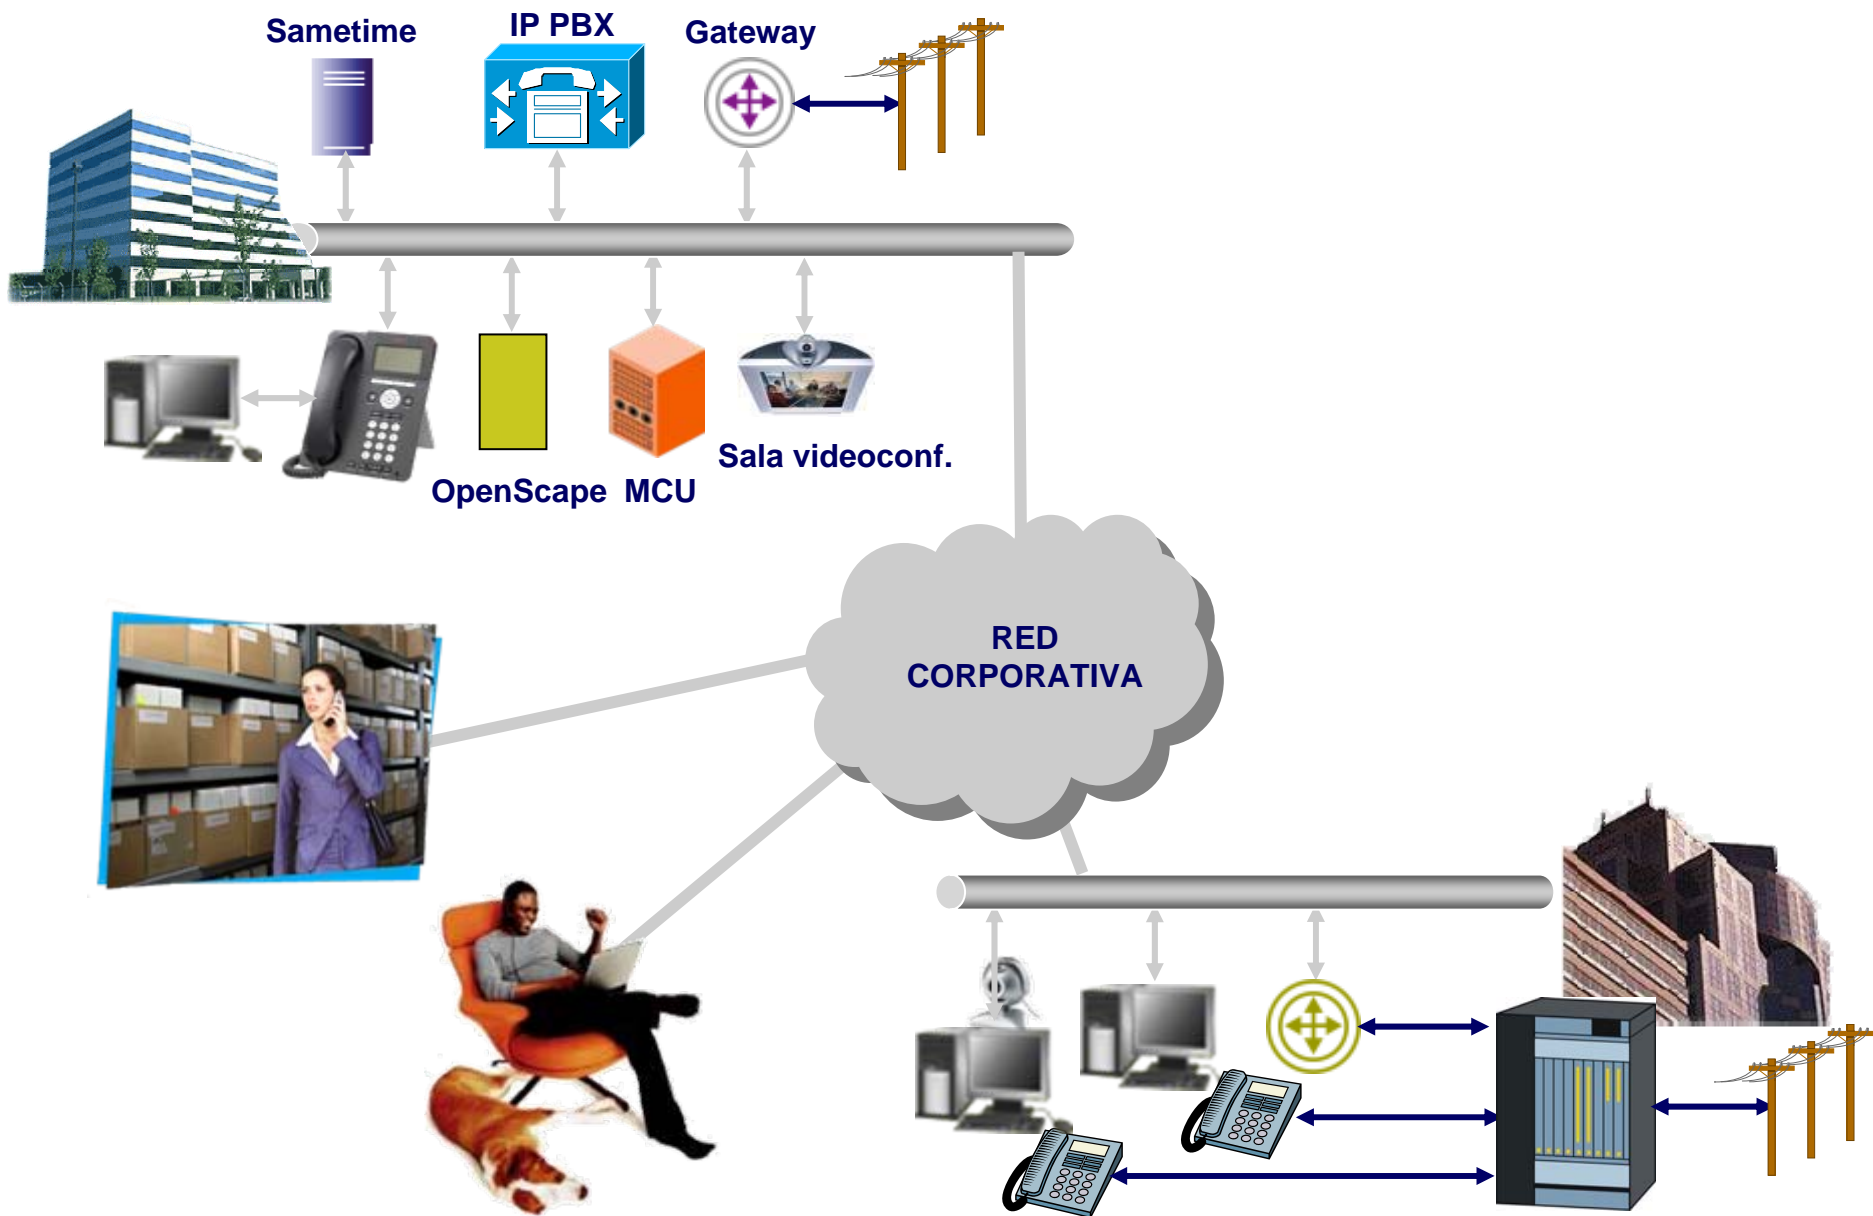 Sametime
IP PBX
Gateway
Sala videoconf.
OpenScape
MCU
RED
CORPORATIVA